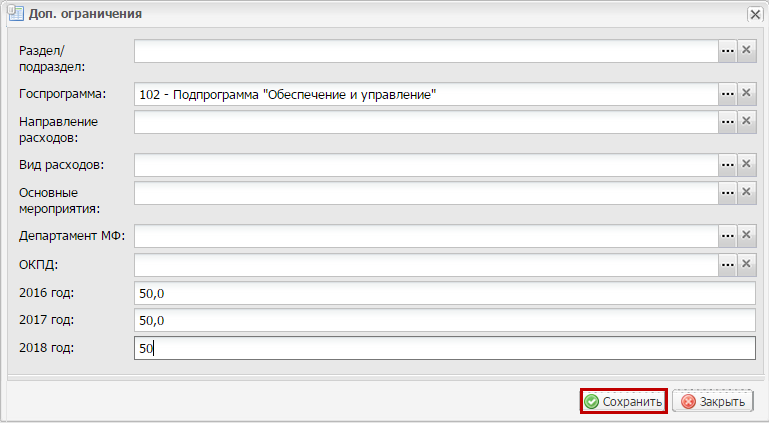 Доп. ограничения
Раздел/
подраздел:
Госпрограмма: 102 - Подпрограмма "Обеспечение и управление"
Направление
расходов:
Вид расходов:
Основные
мероприятия:
Департамент МФ:
ОКПД:
2016 год: 50,0
2017 год: 50,0
2018 год: 50
Сохранить Закрыть